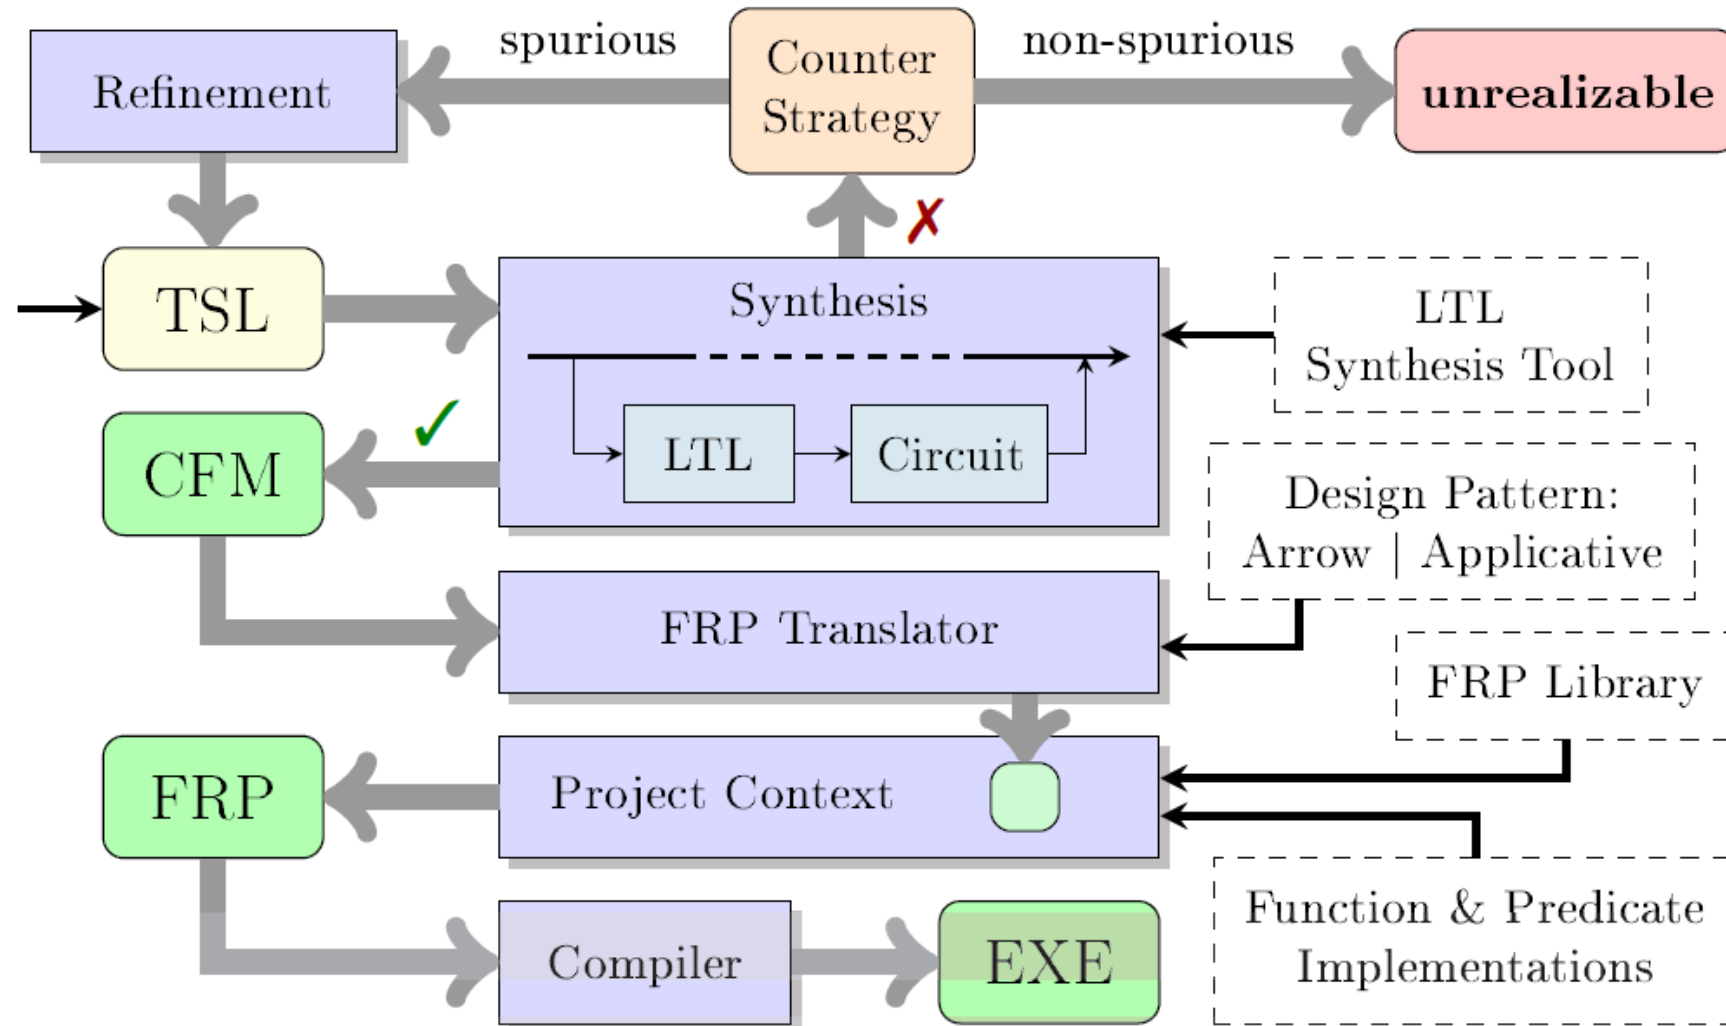 spurious
Counter
Strategy
non-spurious
Refinement
unrealizable
✗
TSL
Synthesis
LTL
Synthesis Tool
✓
CFM
LTL
Circuit
Design Pattern:
Arrow | Applicative
FRP Translator
FRP Library
FRP
Project Context
Function & Predicate
Implementations
Compiler
EXE